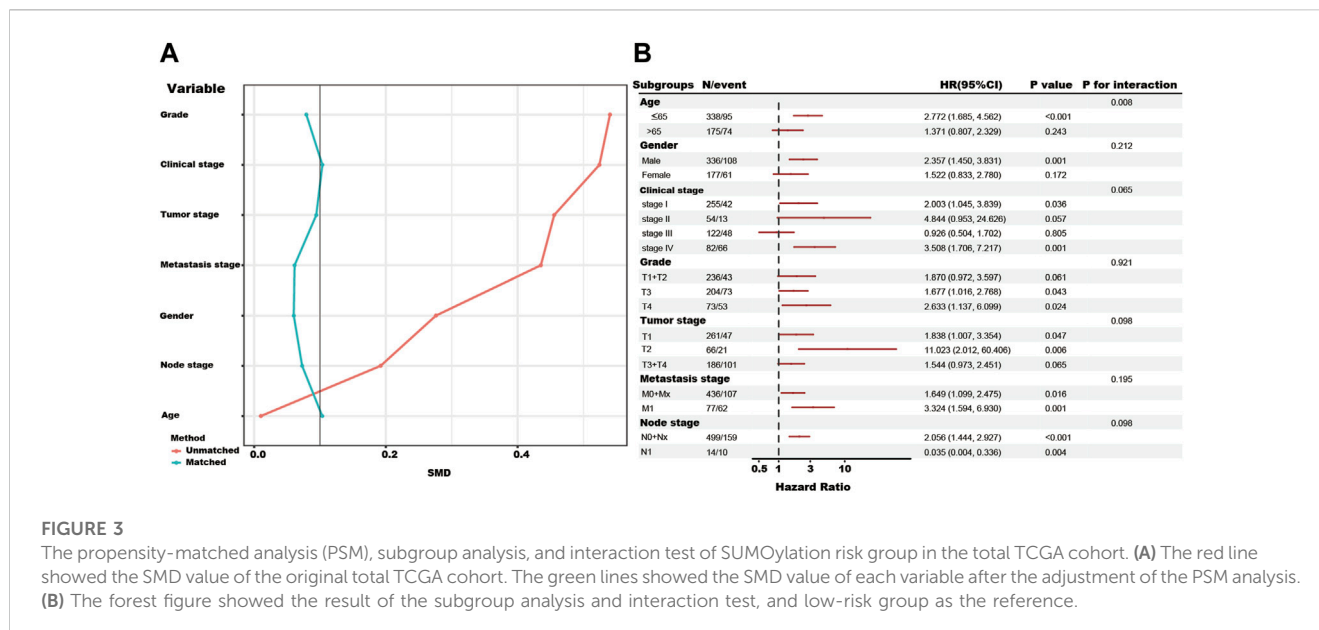 A
Variable
Grade
Clinical stage
Tumor stage
Metastasis stage
Gender
Node stage
Age
Method
Unmatched
Matched
0.0 0.2 0.4
SMD
B
Subgroups N/event HR(95%CI) P value P for interaction
Age 0.008
≤65 338/95 2.772 (1.685, 4.562) <0.001
>65 175/74 1.371 (0.807, 2.329) 0.243
Gender 0.212
Male 336/108 2.357 (1.450, 3.831) 0.001
Female 177/61 1.522 (0.833, 2.780) 0.172
Clinical stage 0.065
stage I 255/42 2.003 (1.045, 3.839) 0.036
stage II 54/13 4.844 (0.953, 24.626) 0.057
stage III 122/48 0.926 (0.504, 1.702) 0.805
stage IV 82/66 3.508 (1.706, 7.217) 0.001
Grade 0.921
T1+T2 236/43 1.870 (0.972, 3.597) 0.061
T3 204/73 1.677 (1.016, 2.768) 0.043
T4 73/53 2.633 (1.137, 6.099) 0.024
Tumor stage 0.098
T1 261/47 1.838 (1.007, 3.354) 0.047
T2 66/21 11.023 (2.012, 60.406) 0.006
T3+T4 186/101 1.544 (0.973, 2.451) 0.065
Metastasis stage 0.195
M0+Mx 436/107 1.649 (1.099, 2.475) 0.016
M1 77/62 3.324 (1.594, 6.930) 0.001
Node stage 0.098
N0+Nx 499/159 2.056 (1.444, 2.927) <0.001
N1 14/10 0.035 (0.004, 0.336) 0.004
0.5 1 3 10
Hazard Ratio
FIGURE 3
The propensity-matched analysis (PSM), subgroup analysis, and interaction test of SUMOylation risk group in the total TCGA cohort. (A) The red line
showed the SMD value of the original total TCGA cohort. The green lines showed the SMD value of each variable after the adjustment of the PSM analysis.
(B) The forest figure showed the result of the subgroup analysis and interaction test, and low-risk group as the reference.